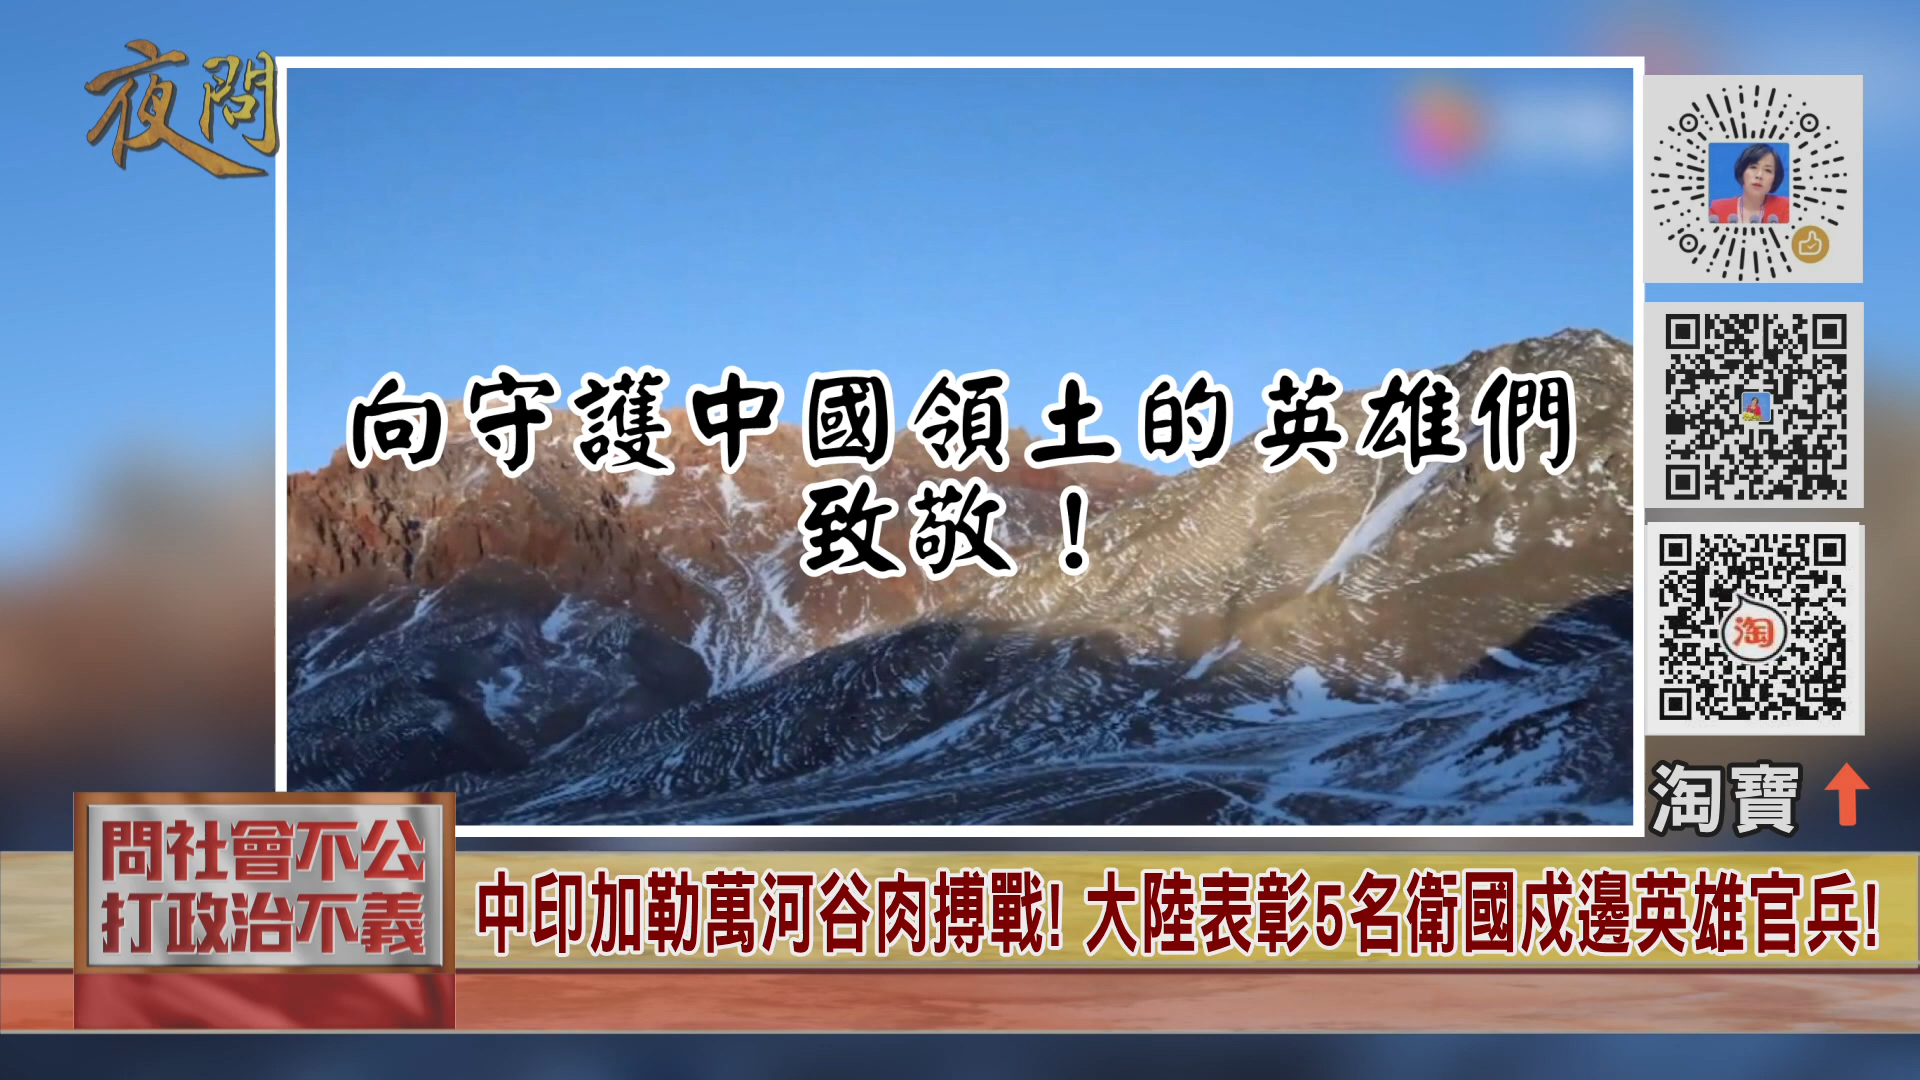 夜問
向守護中國領土的英雄們
致敬！
淘
淘寶
問社會不公
打政治不義
中印加勒萬河谷肉搏戰! 大陸表彰5名衛國戍邊英雄官兵!